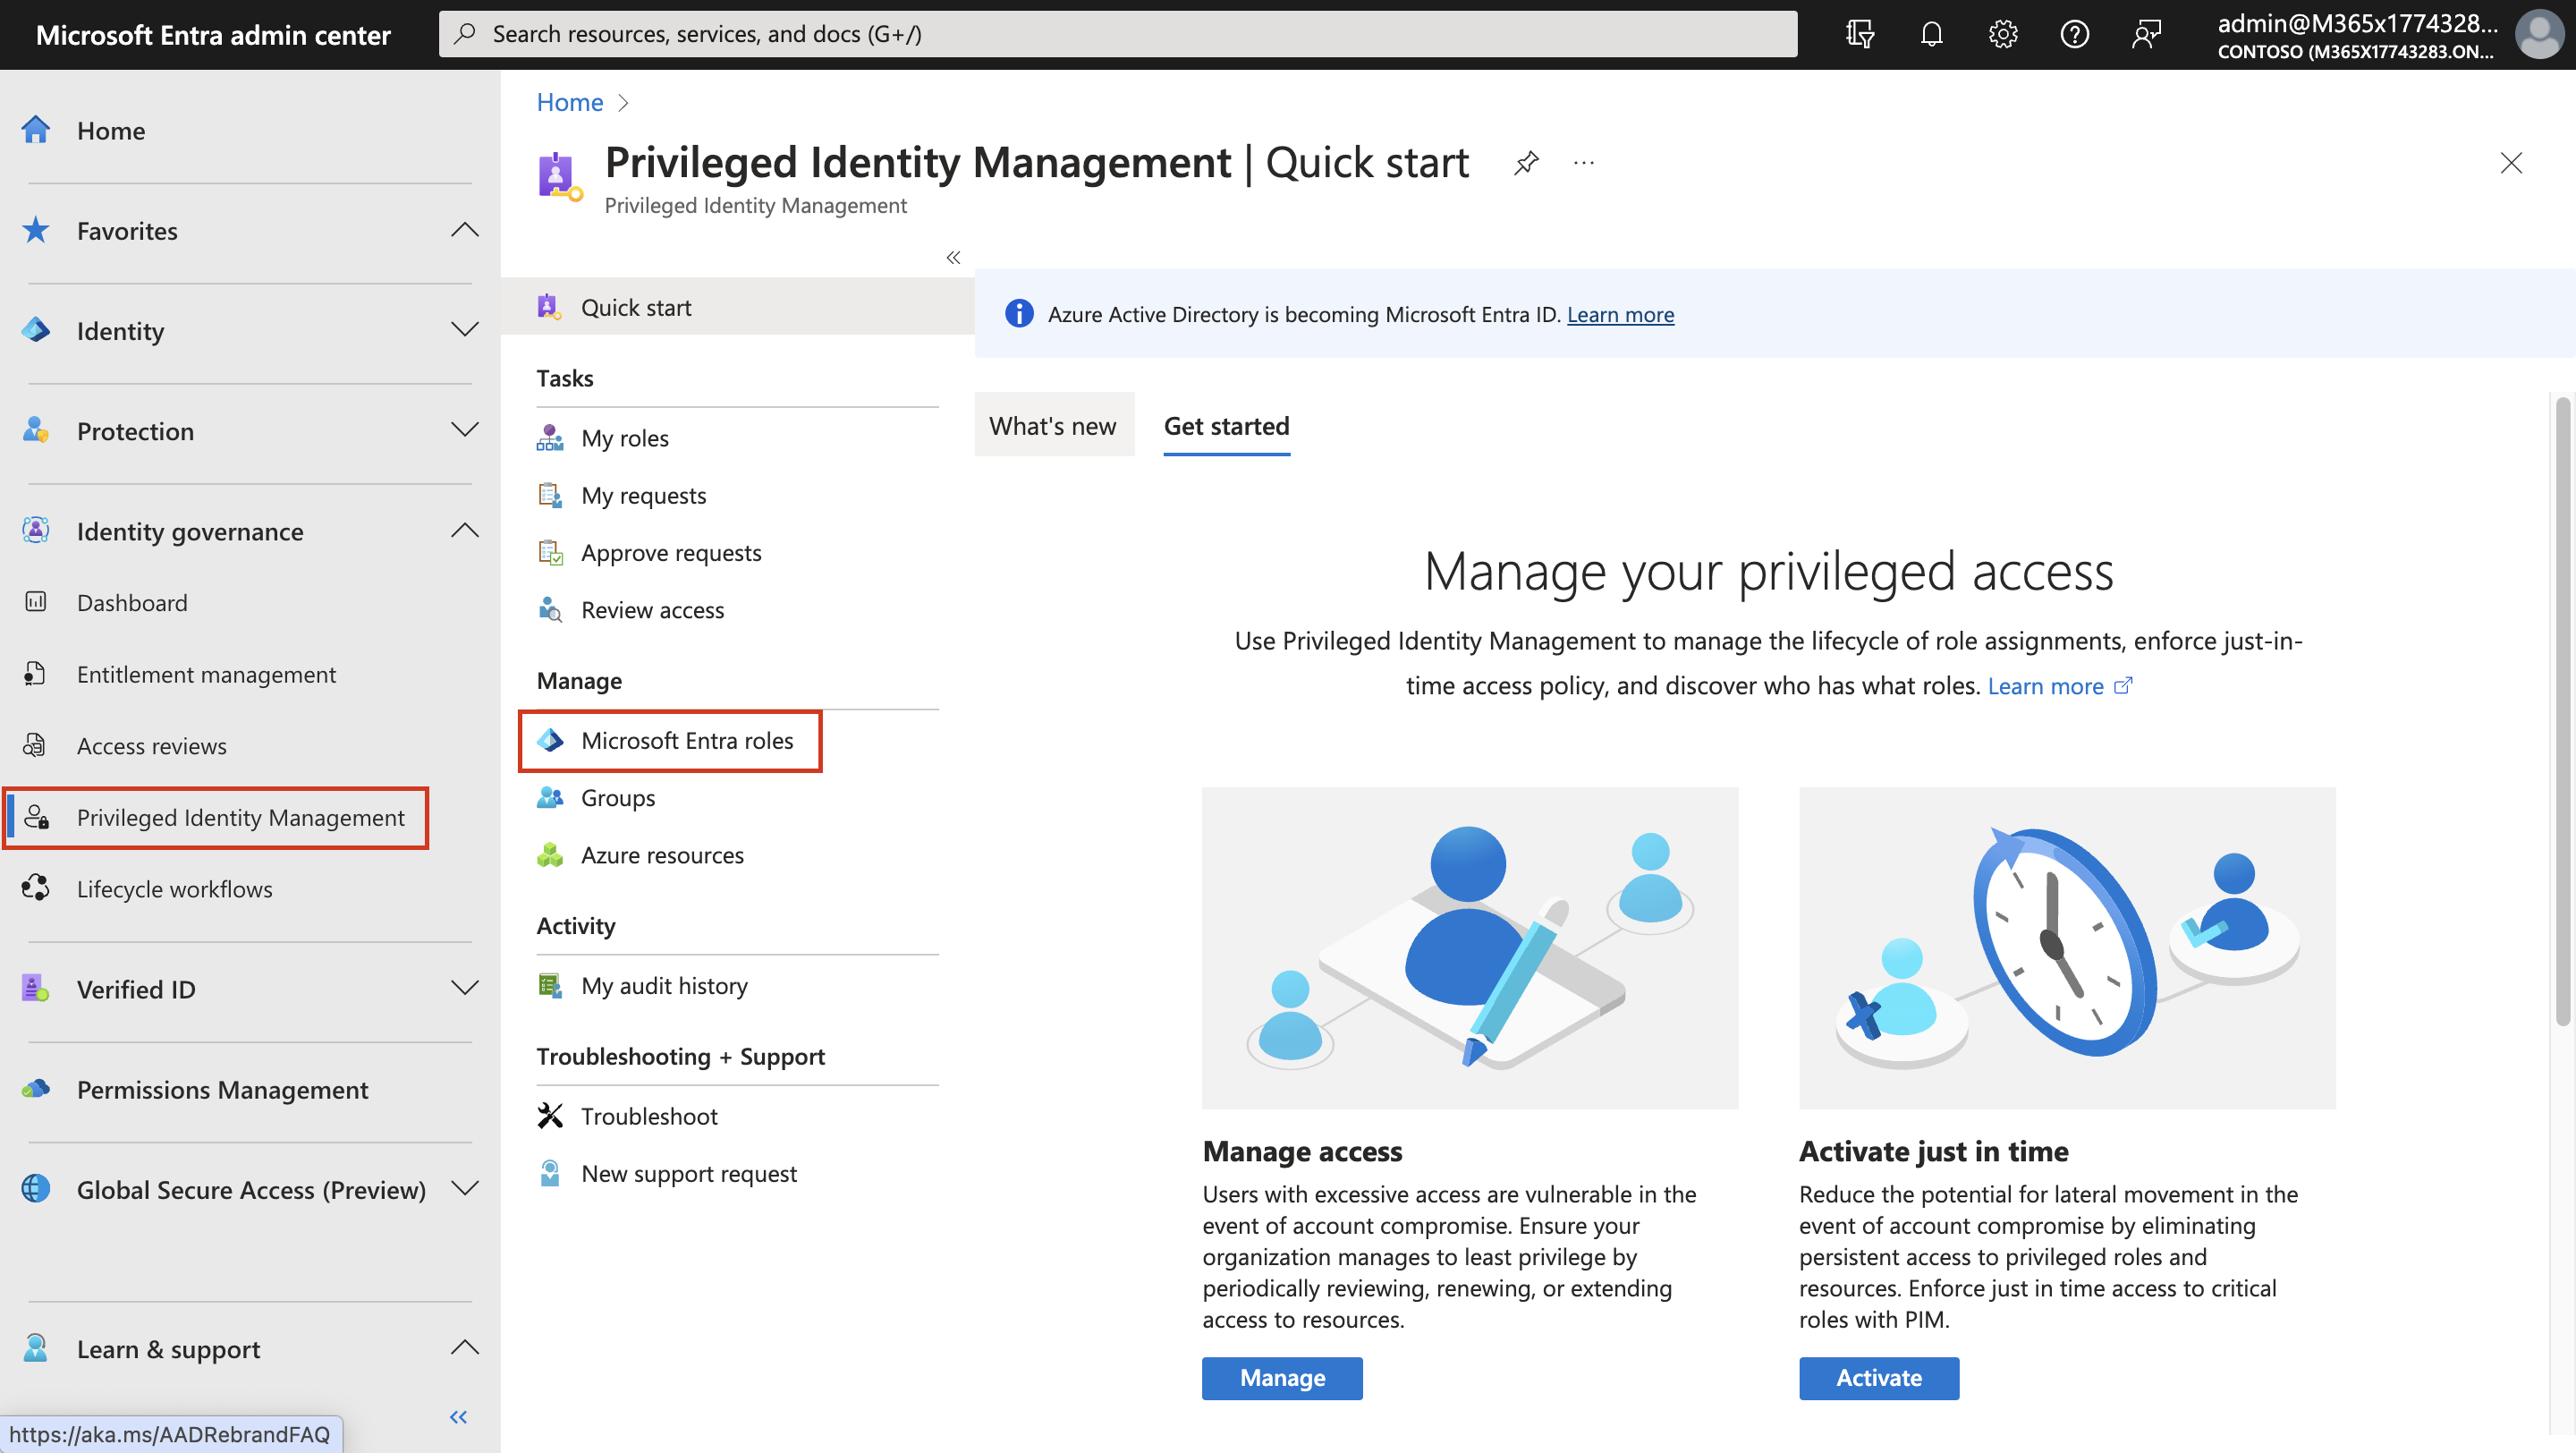 Microsoft Entra admin center
Search resources, services, and docs (G+/)
admin@M365x1774328...
CONTOSO (M365X17743283.ON...
Home
Favorites
Identity
Protection
Identity governance
Dashboard
Entitlement management
Access reviews
Privileged Identity Management
Lifecycle workflows
Verified ID
Permissions Management
Global Secure Access (Preview)
Learn & support
https://aka.ms/AADRebrandFAQ
Home
Privileged Identity Management | Quick start
Privileged Identity Management
Quick start
Tasks
My roles
My requests
Approve requests
Review access
Manage
Microsoft Entra roles
Groups
Azure resources
Activity
My audit history
Troubleshooting + Support
Troubleshoot
New support request
Azure Active Directory is becoming Microsoft Entra ID. Learn more
What's new
Get started
Manage your privileged access
Use Privileged Identity Management to manage the lifecycle of role assignments, enforce just-in-
time access policy, and discover who has what roles. Learn more
Manage access
Users with excessive access are vulnerable in the
event of account compromise. Ensure your
organization manages to least privilege by
periodically reviewing, renewing, or extending
access to resources.
Manage
Activate just in time
Reduce the potential for lateral movement in the
event of account compromise by eliminating
persistent access to privileged roles and
resources. Enforce just in time access to critical
roles with PIM.
Activate